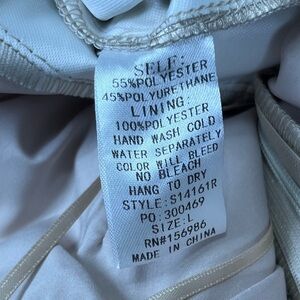 SELF:
55%POLYESTER
45%POLYURETHANE
LINING:
100%POLYESTER
HAND WASH COLD
WATER SEPARATELY
COLOR WILL BLEED
NO BLEACH
HANG TO DRY
STYLE:S14161R
PO:300469
SIZE:L
RN#156986
MADE IN CHINA